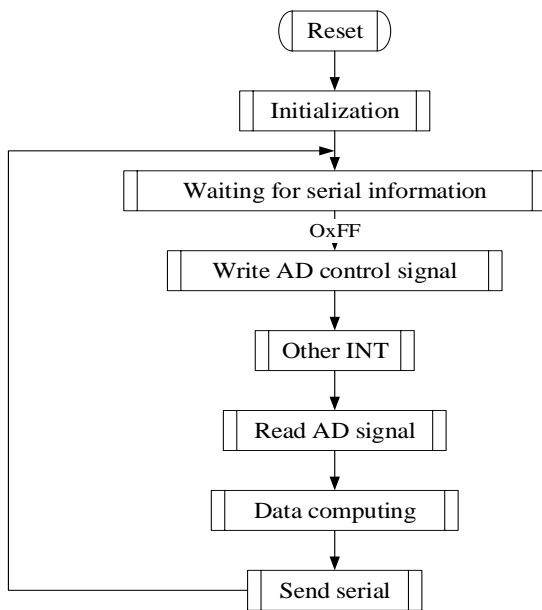 Reset
Initialization
Waiting for serial information
OxFF
Write AD control signal
Other INT
Read AD signal
Data computing
Send serial